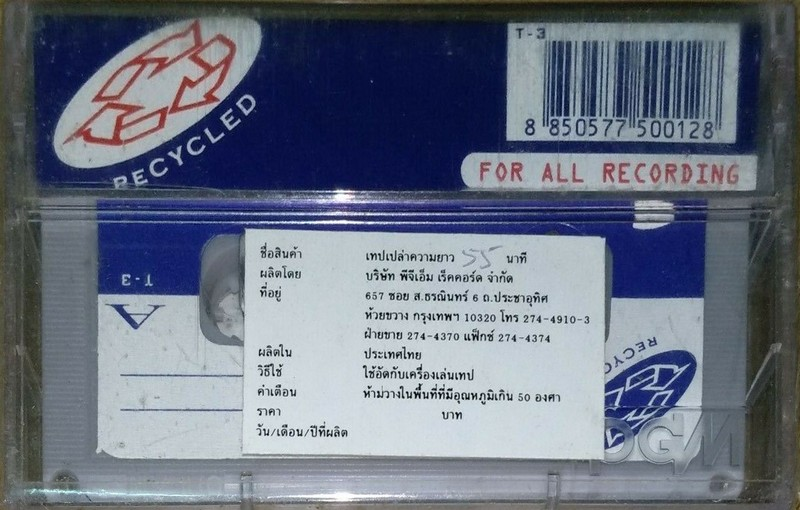 T-3
8 850577 500128
RECYCLED
FOR ALL RECORDING
ชื่อสินค้า เทปเปล่าความยาว 55 นาที
ผลิตโดย บริษัท พีจีเอ็ม เร็คคอร์ด จำกัด
ที่อยู่ 657 ซอย ส.ธรณินทร์ 6 ถ.ประชาอุทิศ
ห้วยขวาง กรุงเทพฯ 10320 โทร 274-4910-3
ฝ่ายขาย 274-4370 แฟ็กซ์ 274-4374
ผลิตใน ประเทศไทย
วิธีใช้ ใช้อัดกับเครื่องเล่นเทป
คำเตือน ห้ามวางในพื้นที่ที่มีอุณหภูมิเกิน 50 องศา
ราคา บาท
วัน/เดือน/ปีที่ผลิต
T-3
A
RECYC
PGM